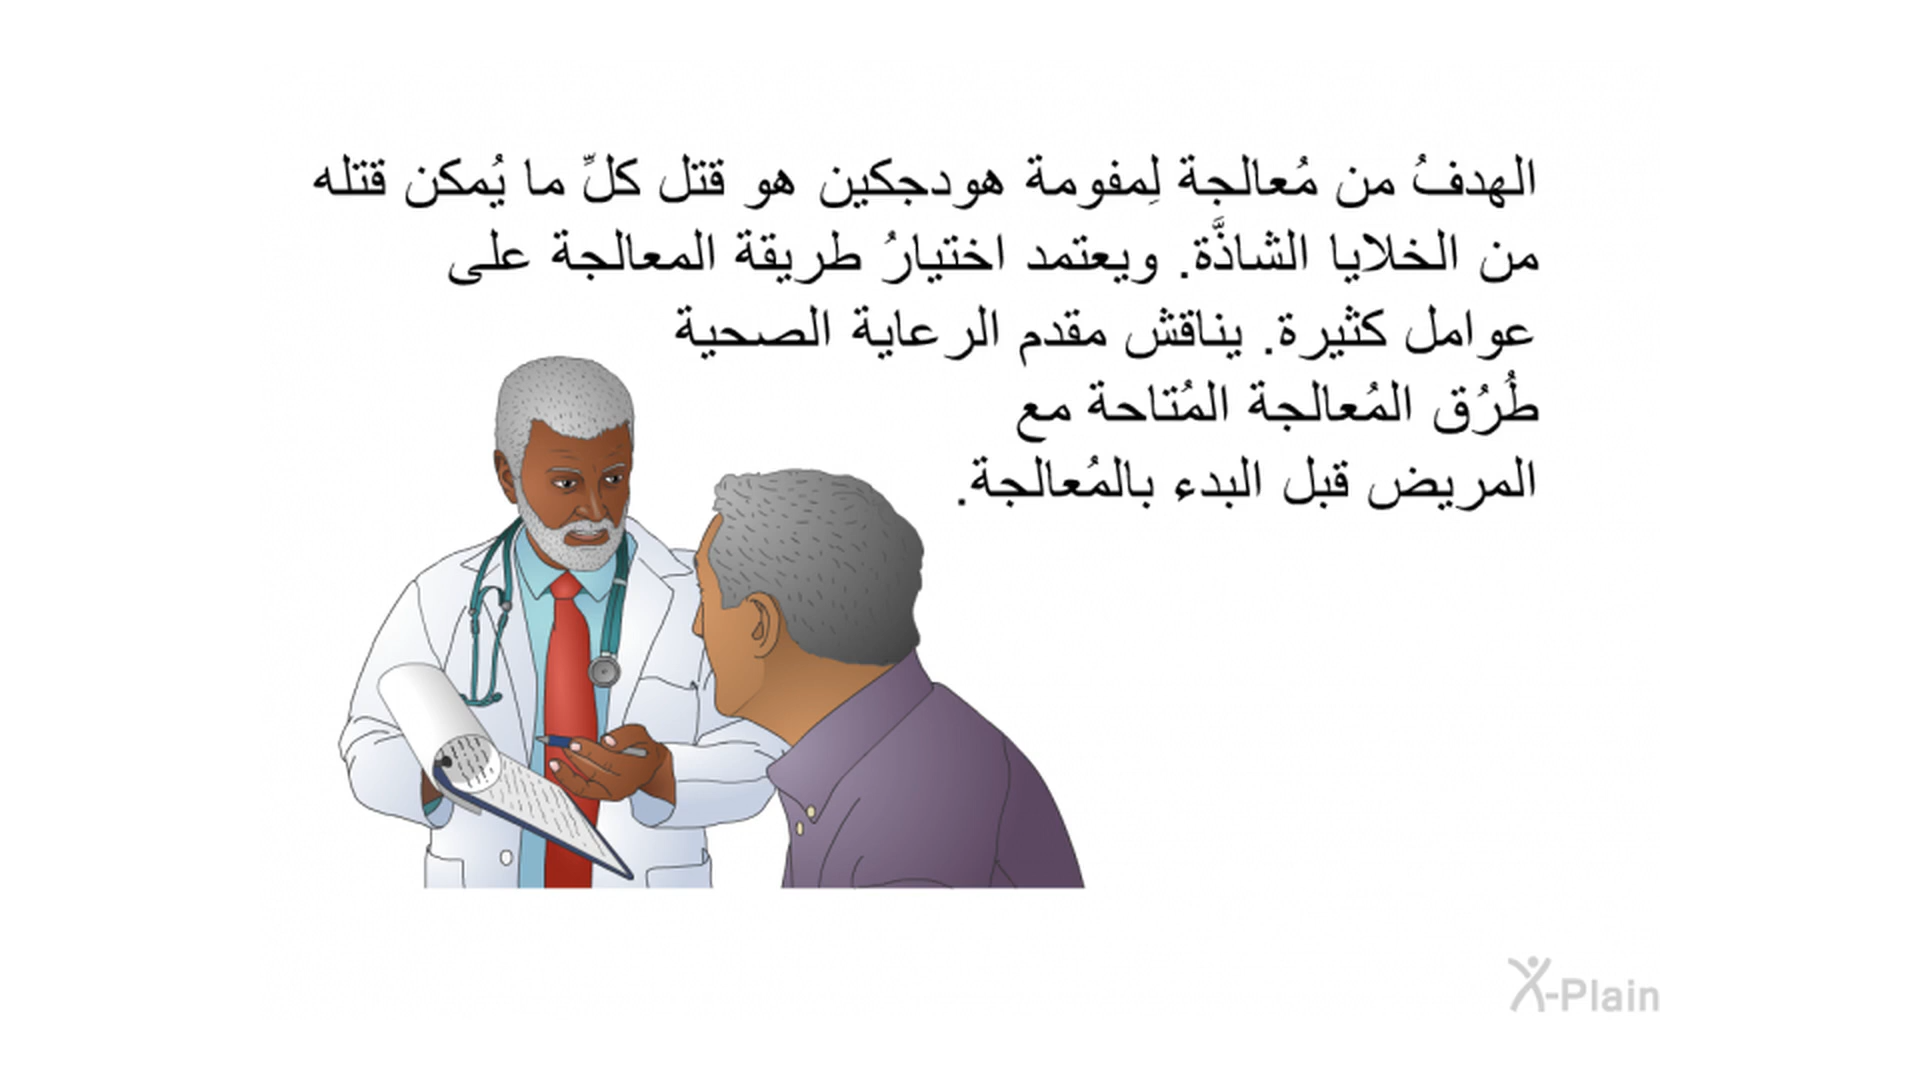 الهدفُ من مُعالجة لِمفومة هودجكين هو قتل كلِّ ما يُمكن قتله
من الخلايا الشاذَّة. ويعتمد اختيارُ طريقة المعالجة على
عوامل كثيرة. يناقش مقدم الرعاية الصحية
طُرُق المُعالجة المُتاحة مع
المريض قبل البدء بالمُعالجة.
X-Plain